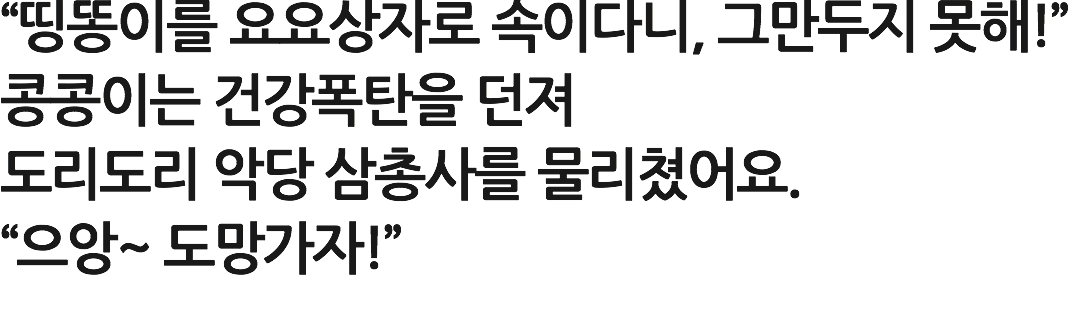 “띵똥이를 요요상자로 속이다니, 그만두지 못해!”
콩콩이는 건강폭탄을 던져
도리도리 악당 삼총사를 물리쳤어요.
“으앙~ 도망가자!”